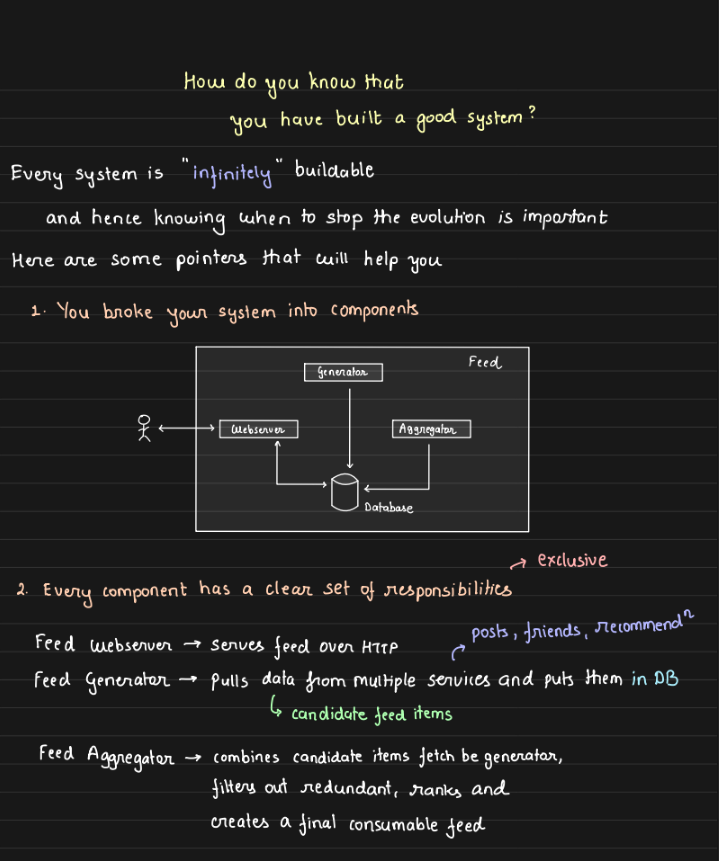 How do you know that
you have built a good system?
Every system is "infinitely" buildable
and hence knowing when to stop the evolution is important
Here are some pointers that will help you
1. You broke your system into components
Feed
Generator
Webserver
Aggregator
Database
exclusive
2. Every component has a clear set of responsibilities
Feed webserver → serves feed over HTTP
posts, friends, recommendⁿ
Feed Generator → Pulls data from multiple services and puts them in DB
candidate feed items
Feed Aggregator → combines candidate items fetch be generator,
filters out redundant, ranks and
creates a final consumable feed